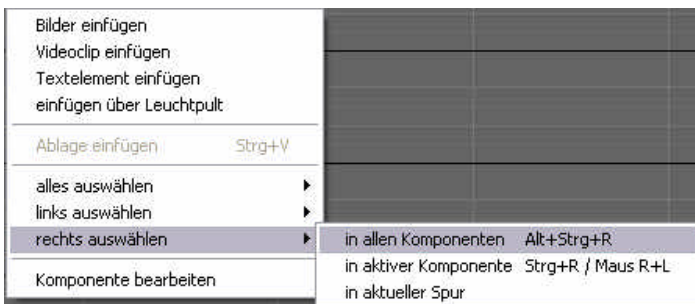 Bilder einfügen
Videoclip einfügen
Textelement einfügen
einfügen über Leuchtpult
Ablage einfügen Strg+V
alles auswählen
links auswählen
rechts auswählen
in allen Komponenten Alt+Strg+R
in aktiver Komponente Strg+R / Maus R+L
in aktueller Spur
Komponente bearbeiten